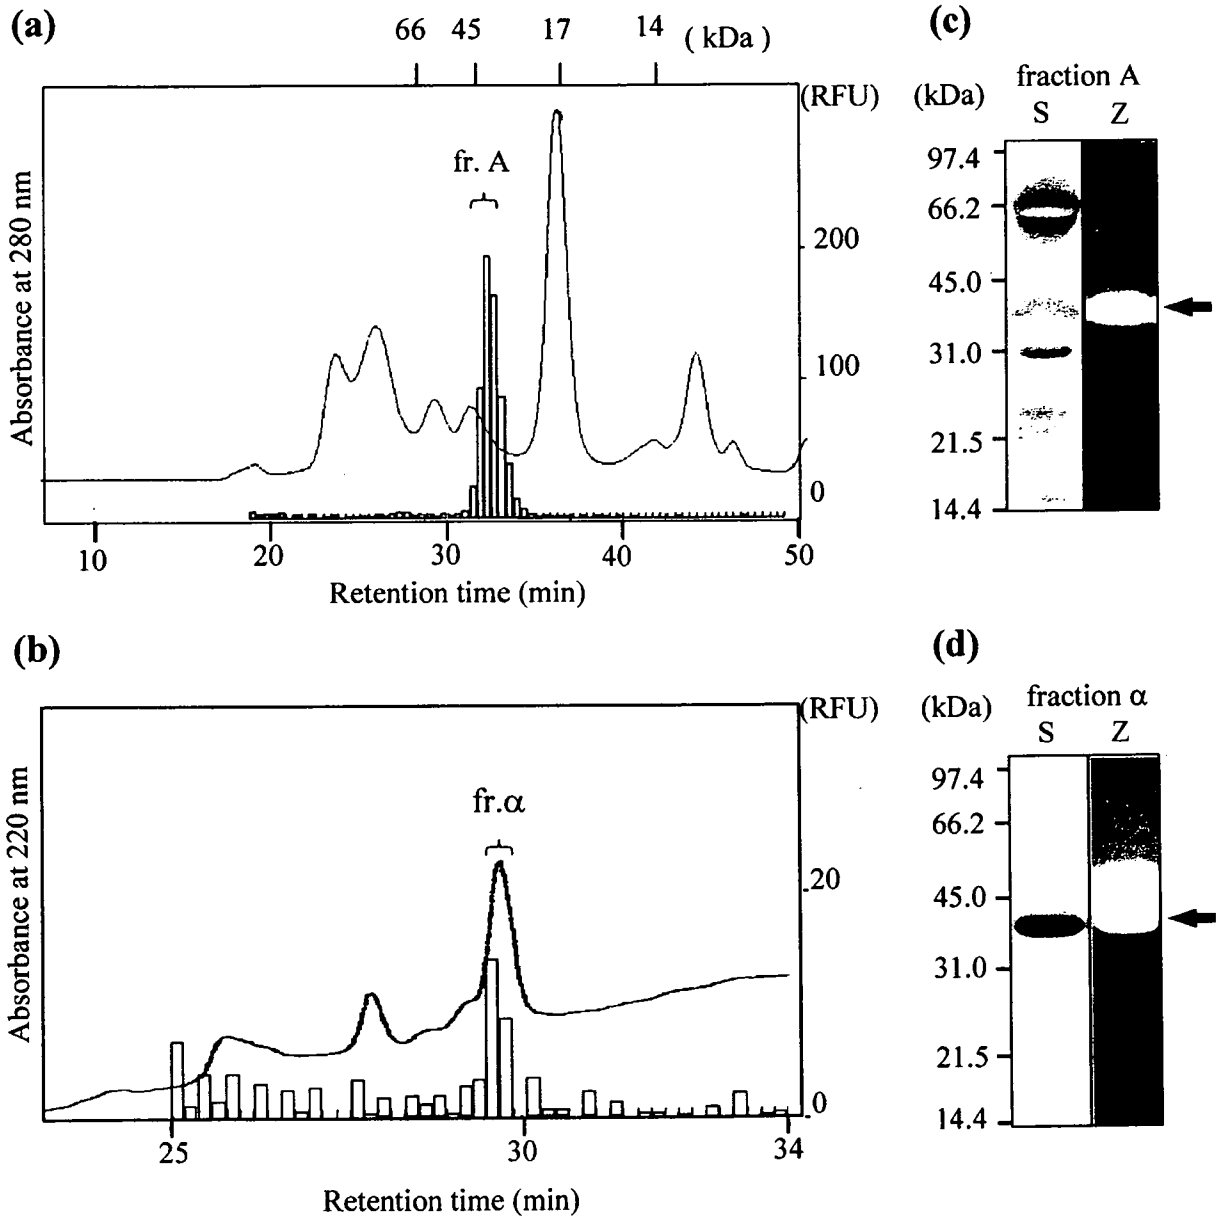 (a)
66 45 17 14 ( kDa )
(RFU)
fr. A
200
100
0
Absorbance at 280 nm
10 20 30 40 50
Retention time (min)
(b)
(RFU)
fr.α
20
0
Absorbance at 220 nm
25 30 34
Retention time (min)
(c)
fraction A
(kDa) S Z
97.4
66.2
45.0
31.0
21.5
14.4
(d)
fraction α
(kDa) S Z
97.4
66.2
45.0
31.0
21.5
14.4